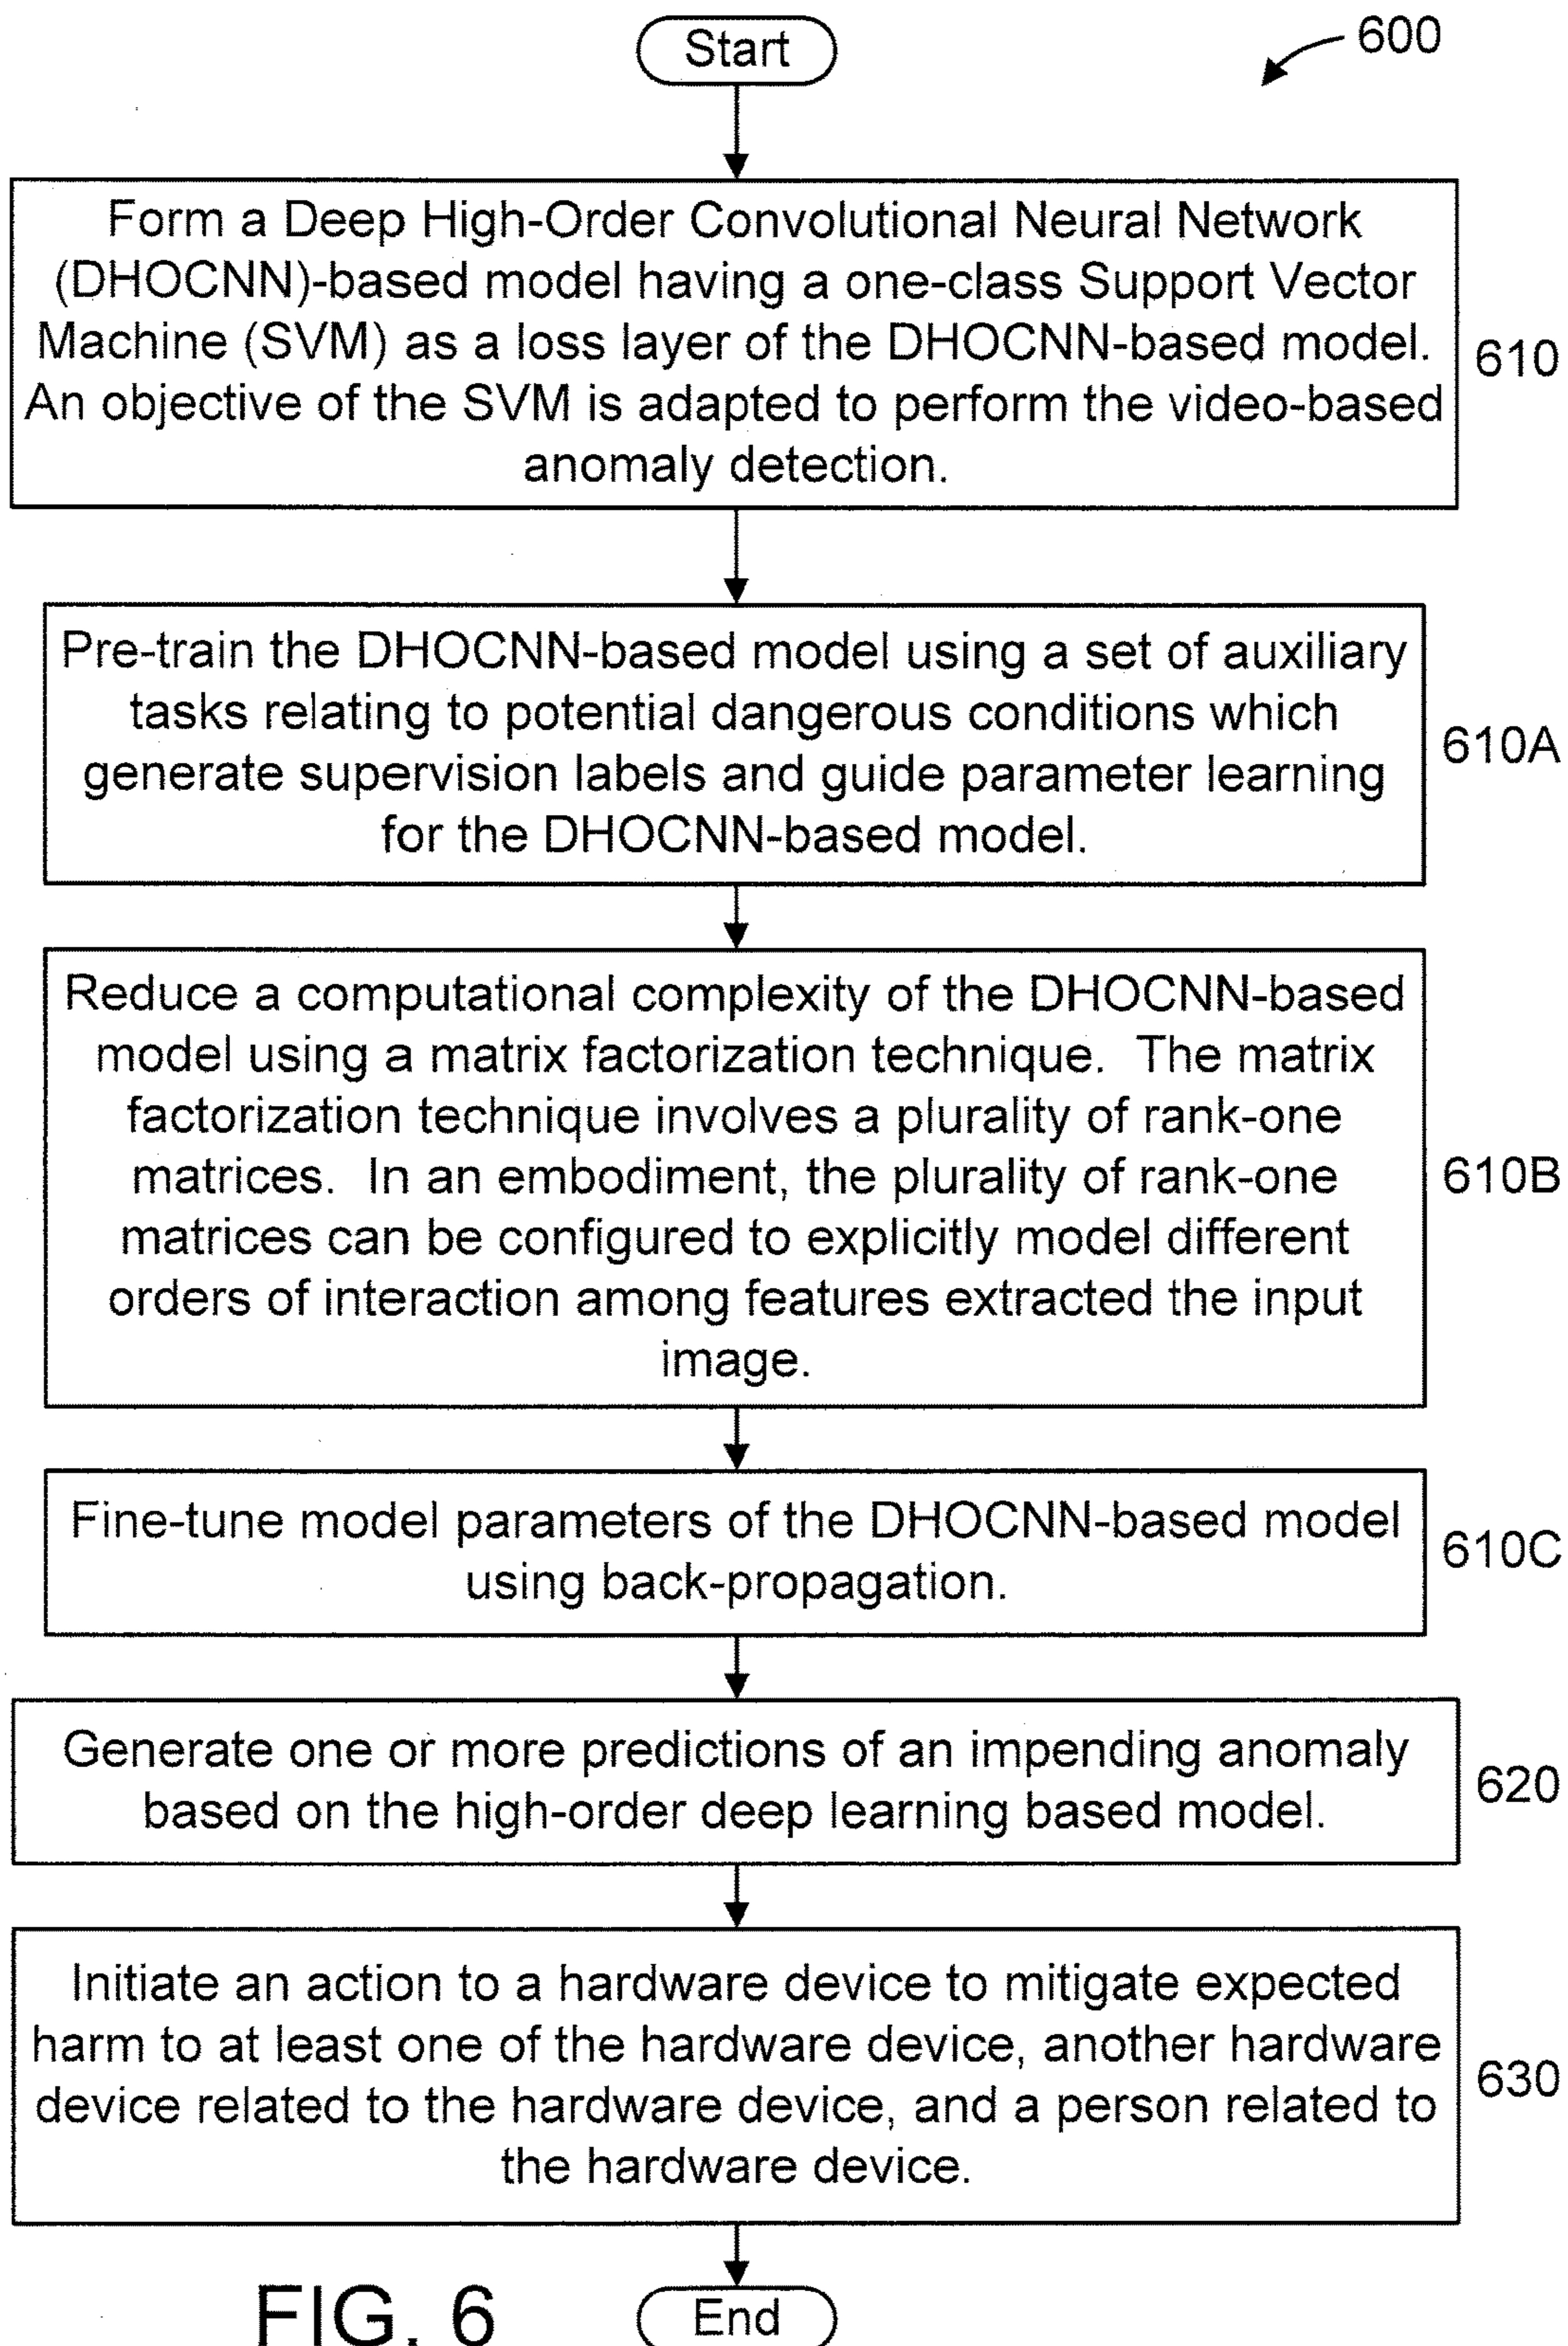 Start
600
Form a Deep High-Order Convolutional Neural Network
(DHOCNN)-based model having a one-class Support Vector
Machine (SVM) as a loss layer of the DHOCNN-based model.
An objective of the SVM is adapted to perform the video-based
anomaly detection.
610
Pre-train the DHOCNN-based model using a set of auxiliary
tasks relating to potential dangerous conditions which
generate supervision labels and guide parameter learning
for the DHOCNN-based model.
610A
Reduce a computational complexity of the DHOCNN-based
model using a matrix factorization technique. The matrix
factorization technique involves a plurality of rank-one
matrices. In an embodiment, the plurality of rank-one
matrices can be configured to explicitly model different
orders of interaction among features extracted the input
image.
610B
Fine-tune model parameters of the DHOCNN-based model
using back-propagation.
610C
Generate one or more predictions of an impending anomaly
based on the high-order deep learning based model.
620
Initiate an action to a hardware device to mitigate expected
harm to at least one of the hardware device, another hardware
device related to the hardware device, and a person related to
the hardware device.
630
FIG. 6
End